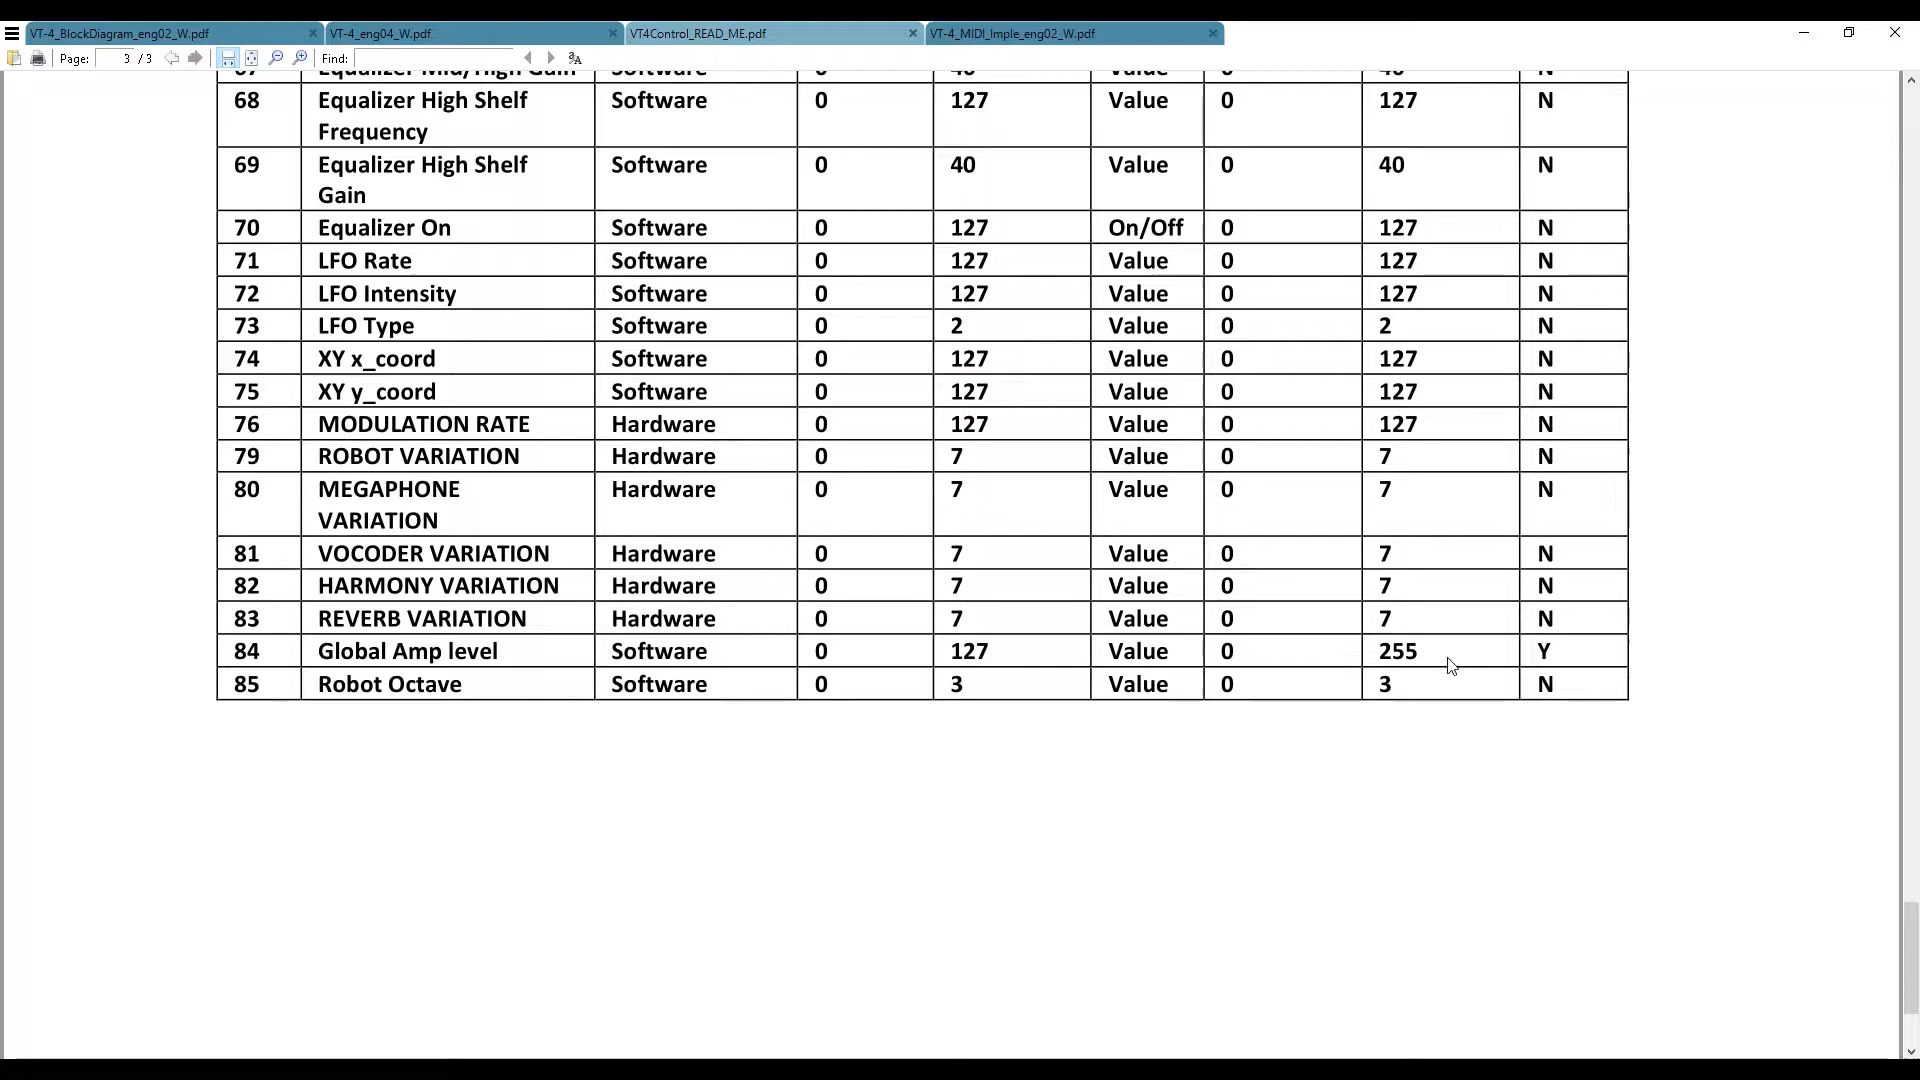 VT-4_BlockDiagram_eng02_W.pdf VT-4_eng04_W.pdf VT4Control_READ_ME.pdf VT-4_MIDI_Imple_eng02_W.pdf
Page: 3 / 3 Find:
67 Equalizer Mid/High Gain Software 0 40 Value 0 40 N
68 Equalizer High Shelf Software 0 127 Value 0 127 N
Frequency
69 Equalizer High Shelf Software 0 40 Value 0 40 N
Gain
70 Equalizer On Software 0 127 On/Off 0 127 N
71 LFO Rate Software 0 127 Value 0 127 N
72 LFO Intensity Software 0 127 Value 0 127 N
73 LFO Type Software 0 2 Value 0 2 N
74 XY x_coord Software 0 127 Value 0 127 N
75 XY y_coord Software 0 127 Value 0 127 N
76 MODULATION RATE Hardware 0 127 Value 0 127 N
79 ROBOT VARIATION Hardware 0 7 Value 0 7 N
80 MEGAPHONE Hardware 0 7 Value 0 7 N
VARIATION
81 VOCODER VARIATION Hardware 0 7 Value 0 7 N
82 HARMONY VARIATION Hardware 0 7 Value 0 7 N
83 REVERB VARIATION Hardware 0 7 Value 0 7 N
84 Global Amp level Software 0 127 Value 0 255 Y
85 Robot Octave Software 0 3 Value 0 3 N